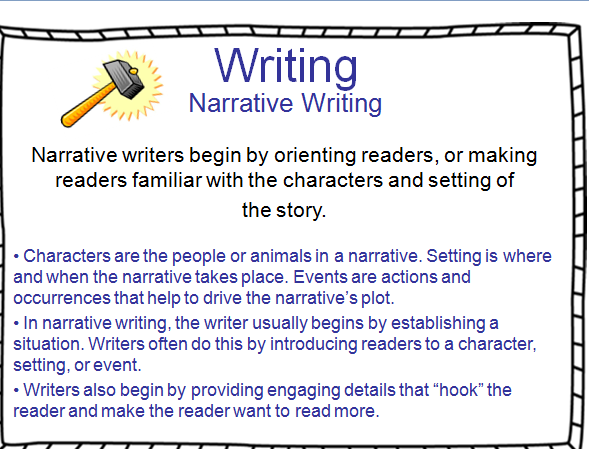 Writing
Narrative Writing
Narrative writers begin by orienting readers, or making
readers familiar with the characters and setting of
the story.
• Characters are the people or animals in a narrative. Setting is where
and when the narrative takes place. Events are actions and
occurrences that help to drive the narrative’s plot.
• In narrative writing, the writer usually begins by establishing a
situation. Writers often do this by introducing readers to a character,
setting, or event.
• Writers also begin by providing engaging details that “hook” the
reader and make the reader want to read more.